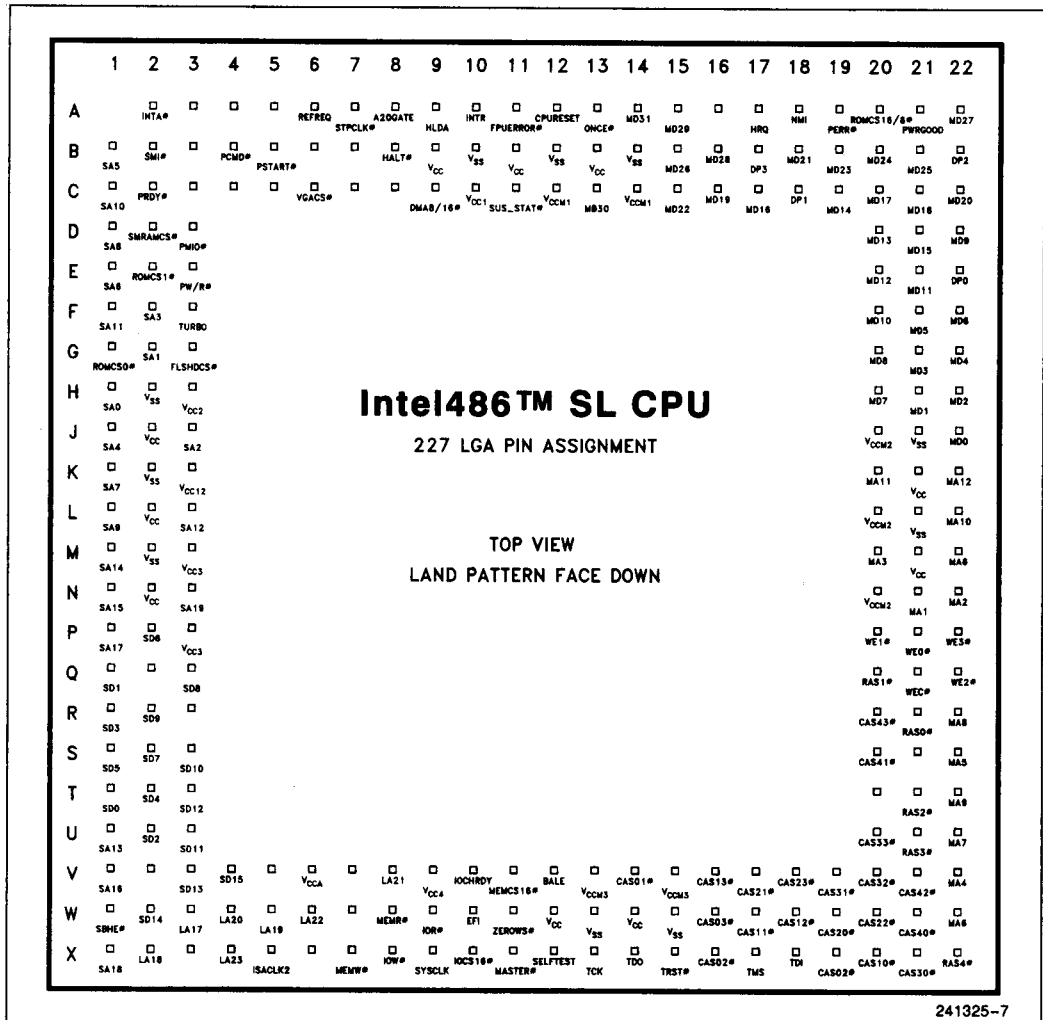 1 2 3 4 5 6 7 8 9 10 11 12 13 14 15 16 17 18 19 20 21 22
A INTA# REFREQ STPCLK# A20GATE HLDA INTR FPUERROR# CPURESET ONCE# MD31 MD29 HRQ NMI PERR# ROMCS16/8# PWRGOOD MD27
B SA5 SMI# PCMD# PSTART# HALT# VCC VSS VCC VSS VCC VSS MD26 MD28 DP3 MD21 MD23 MD24 MD25 DP2
C SA10 PRDY# VGACS# DMA8/16# VCC1 SUS_STAT# VCCM1 MB30 VCCM1 MD22 MD19 MD16 DP1 MD14 MD17 MD18 MD20
D SA8 SMRAMCS# PMIO# MD13 MD15 MD9
E SA6 ROMCS1# PW/R# MD12 MD11 DP0
F SA11 SA3 TURBO MD10 MD5 MD6
G ROMCS0# SA1 FLSHDCS# MD8 MD3 MD4
H SA0 VSS VCC2 MD7 MD1 MD2
Intel486™ SL CPU
J SA4 VCC SA2 VCCM2 VSS MD0
227 LGA PIN ASSIGNMENT
K SA7 VSS VCC12 MA11 VCC MA12
L SA9 VCC SA12 VCCM2 VSS MA10
TOP VIEW
M SA14 VSS VCC3 MA3 VCC MA6
LAND PATTERN FACE DOWN
N SA15 VCC SA19 VCCM2 MA1 MA2
P SA17 SD6 VCC3 WE1# WE0# WE3#
Q SD1 SD8 RAS1# WEC# WE2#
R SD3 SD9 CAS43# RAS0# MA8
S SD5 SD7 SD10 CAS41# MA5
T SD0 SD4 SD12 RAS2# MA9
U SA13 SD2 SD11 CAS33# RAS3# MA7
V SA16 SD13 SD15 VCCA LA21 VCC4 IOCHRDY MEMCS16# BALE VCCM3 CAS01# VCCM3 CAS13# CAS21# CAS23# CAS31# CAS32# CAS42# MA4
W SBHE# SD14 LA17 LA20 LA19 LA22 MEMR# IOR# EFI ZEROWS# VCC VSS VCC VSS CAS03# CAS11# CAS12# CAS20# CAS22# CAS40# MA6
X SA18 LA18 LA23 ISACLK2 MEMW# IOW# SYSCLK IOCS16# MASTER# SELFTEST TCK TDO TRST# CAS02# TMS TDI CAS02# CAS10# CAS30# RAS4#
241325-7